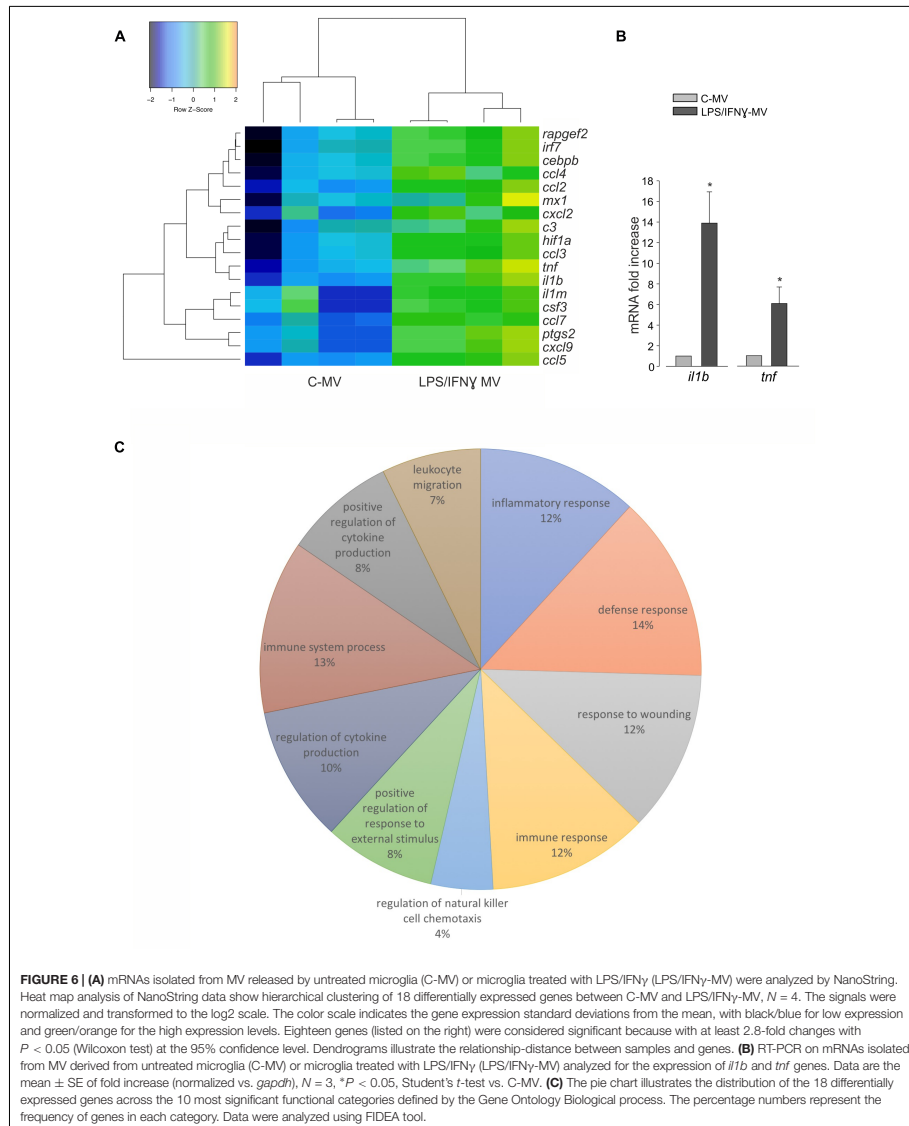 A
-2 -1 0 1 2
Row Z-Score
rapgef2
irf7
cebpb
ccl4
ccl2
mx1
cxcl2
c3
hif1a
ccl3
tnf
il1b
il1rn
csf3
ccl7
ptgs2
cxcl9
ccl5
C-MV LPS/IFNɣ MV
B
C-MV
LPS/IFNɣ-MV
mRNA fold increase
18
16
14
12
10
8
6
4
2
0
*
*
il1b tnf
C
leukocyte
migration
7%
inflammatory response
12%
positive
regulation of
cytokine
production
8%
defense response
14%
immune system process
13%
response to wounding
12%
regulation of cytokine
production
10%
positive
regulation of
response to
external stimulus
8%
immune response
12%
regulation of natural killer
cell chemotaxis
4%
FIGURE 6 | (A) mRNAs isolated from MV released by untreated microglia (C-MV) or microglia treated with LPS/IFNγ (LPS/IFNγ-MV) were analyzed by NanoString.
Heat map analysis of NanoString data show hierarchical clustering of 18 differentially expressed genes between C-MV and LPS/IFNγ-MV, N = 4. The signals were
normalized and transformed to the log2 scale. The color scale indicates the gene expression standard deviations from the mean, with black/blue for low expression
and green/orange for the high expression levels. Eighteen genes (listed on the right) were considered significant because with at least 2.8-fold changes with
P < 0.05 (Wilcoxon test) at the 95% confidence level. Dendrograms illustrate the relationship-distance between samples and genes. (B) RT-PCR on mRNAs isolated
from MV derived from untreated microglia (C-MV) or microglia treated with LPS/IFNγ (LPS/IFNγ-MV) analyzed for the expression of il1b and tnf genes. Data are the
mean ± SE of fold increase (normalized vs. gapdh), N = 3, *P < 0.05, Student's t-test vs. C-MV. (C) The pie chart illustrates the distribution of the 18 differentially
expressed genes across the 10 most significant functional categories defined by the Gene Ontology Biological process. The percentage numbers represent the
frequency of genes in each category. Data were analyzed using FIDEA tool.